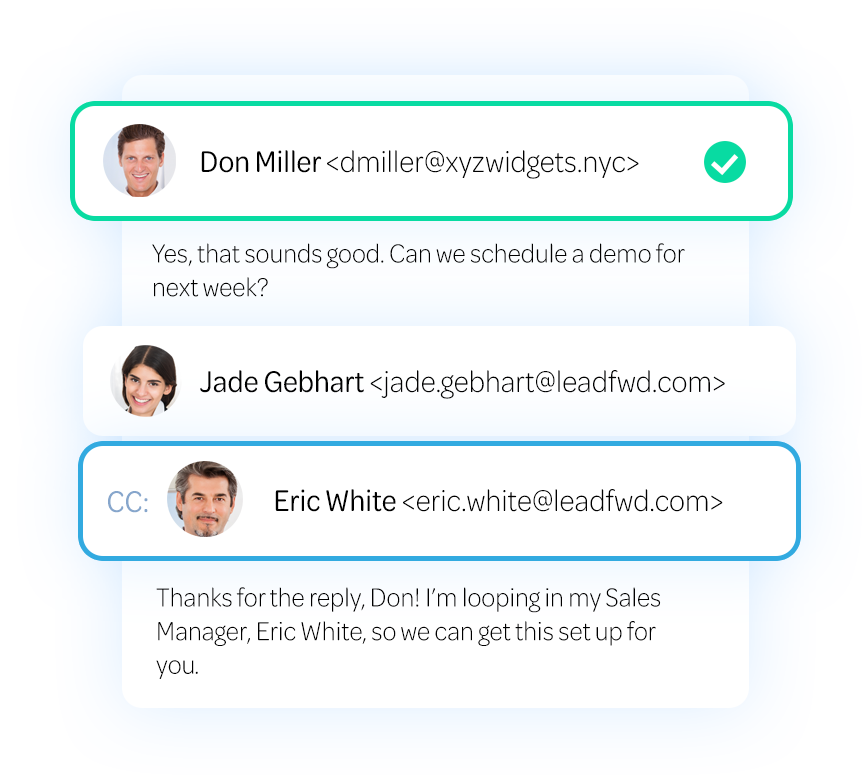 Don Miller <dmiller@xyzwidgets.nyc>
Yes, that sounds good. Can we schedule a demo for
next week?
Jade Gebhart <jade.gebhart@leadfwd.com>
CC: Eric White <eric.white@leadfwd.com>
Thanks for the reply, Don! I’m looping in my Sales
Manager, Eric White, so we can get this set up for
you.